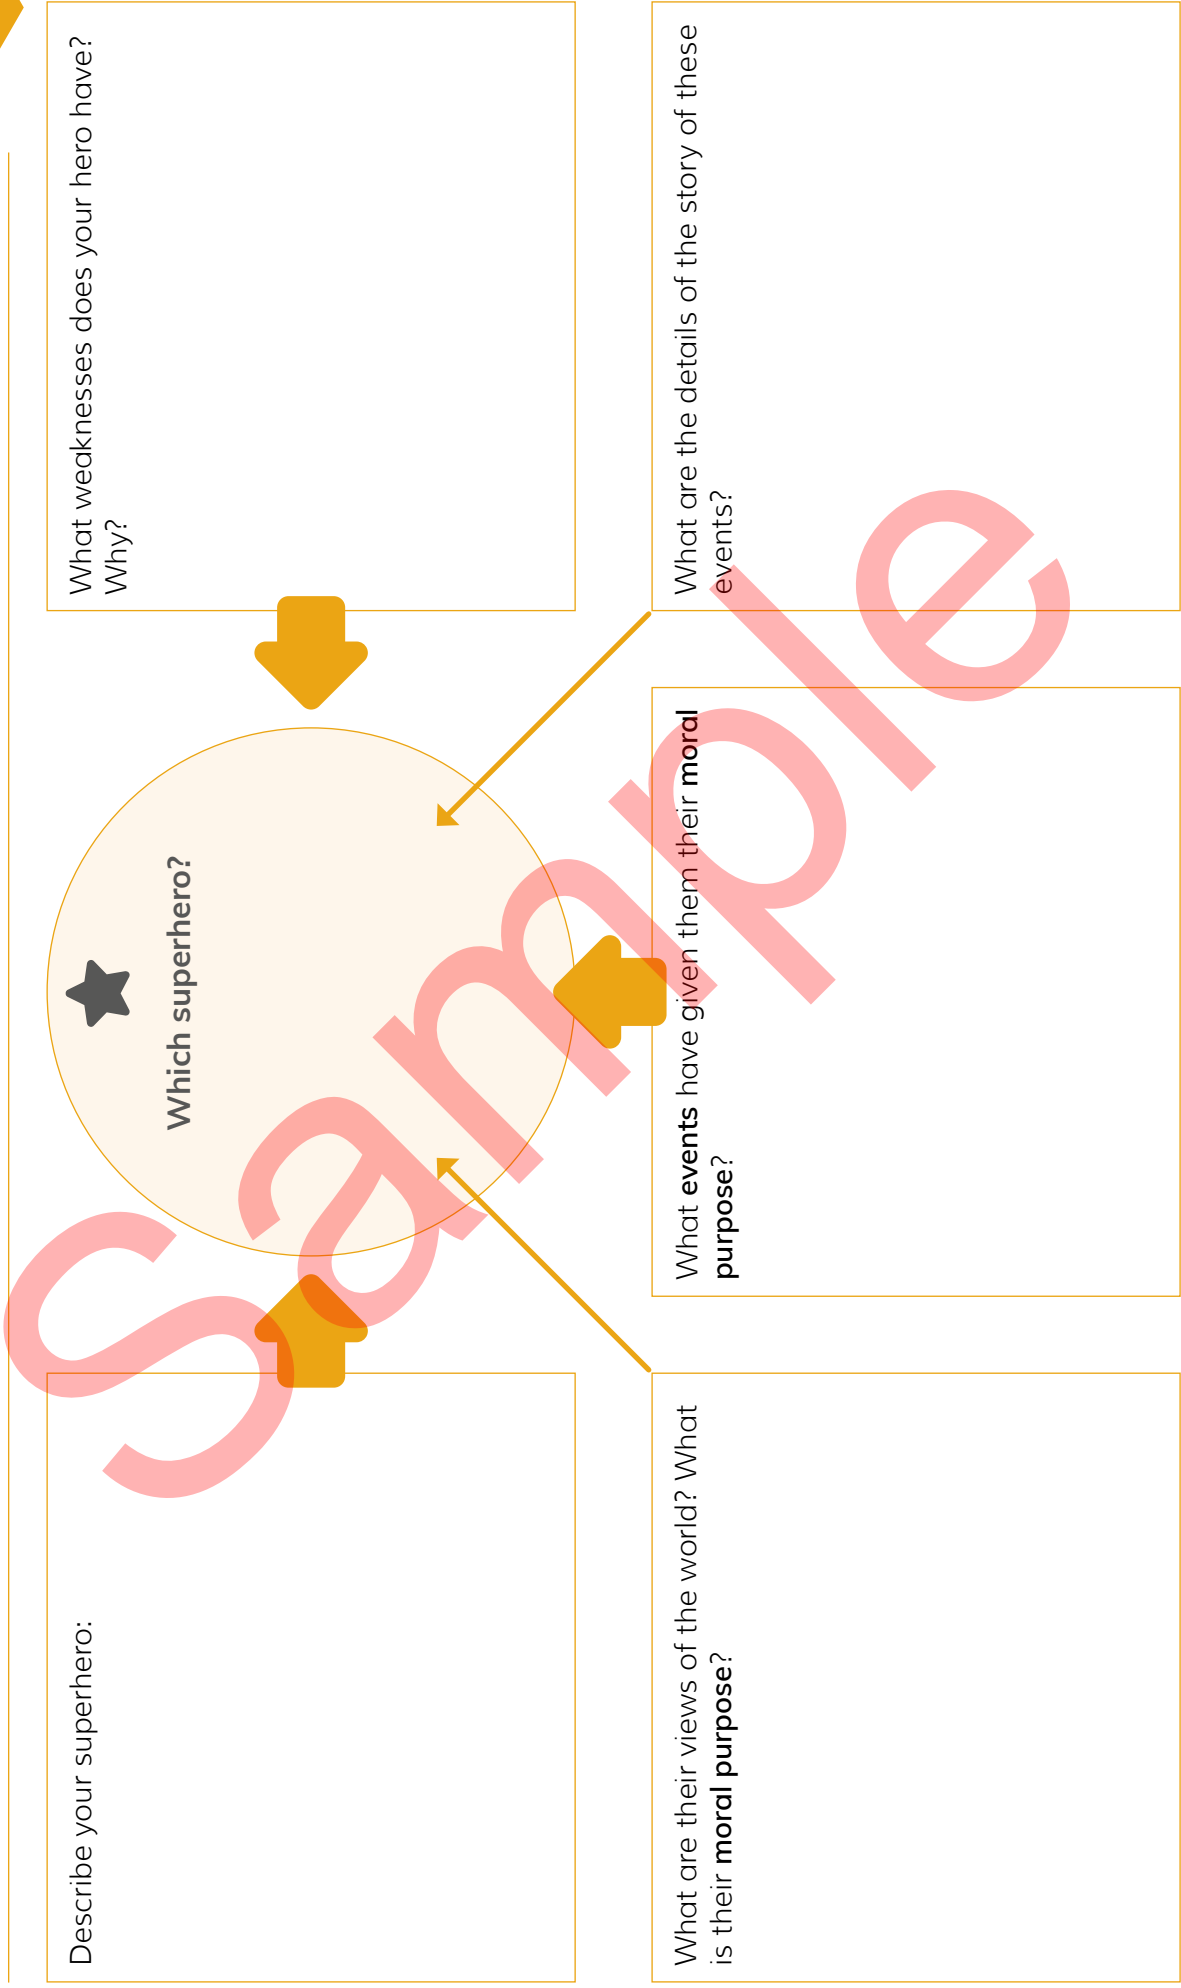 Describe your superhero:
Which superhero?
What weaknesses does your hero have?
Why?
What are their views of the world? What
is their moral purpose?
What events have given them their moral
purpose?
What are the details of the story of these
events?
Sample